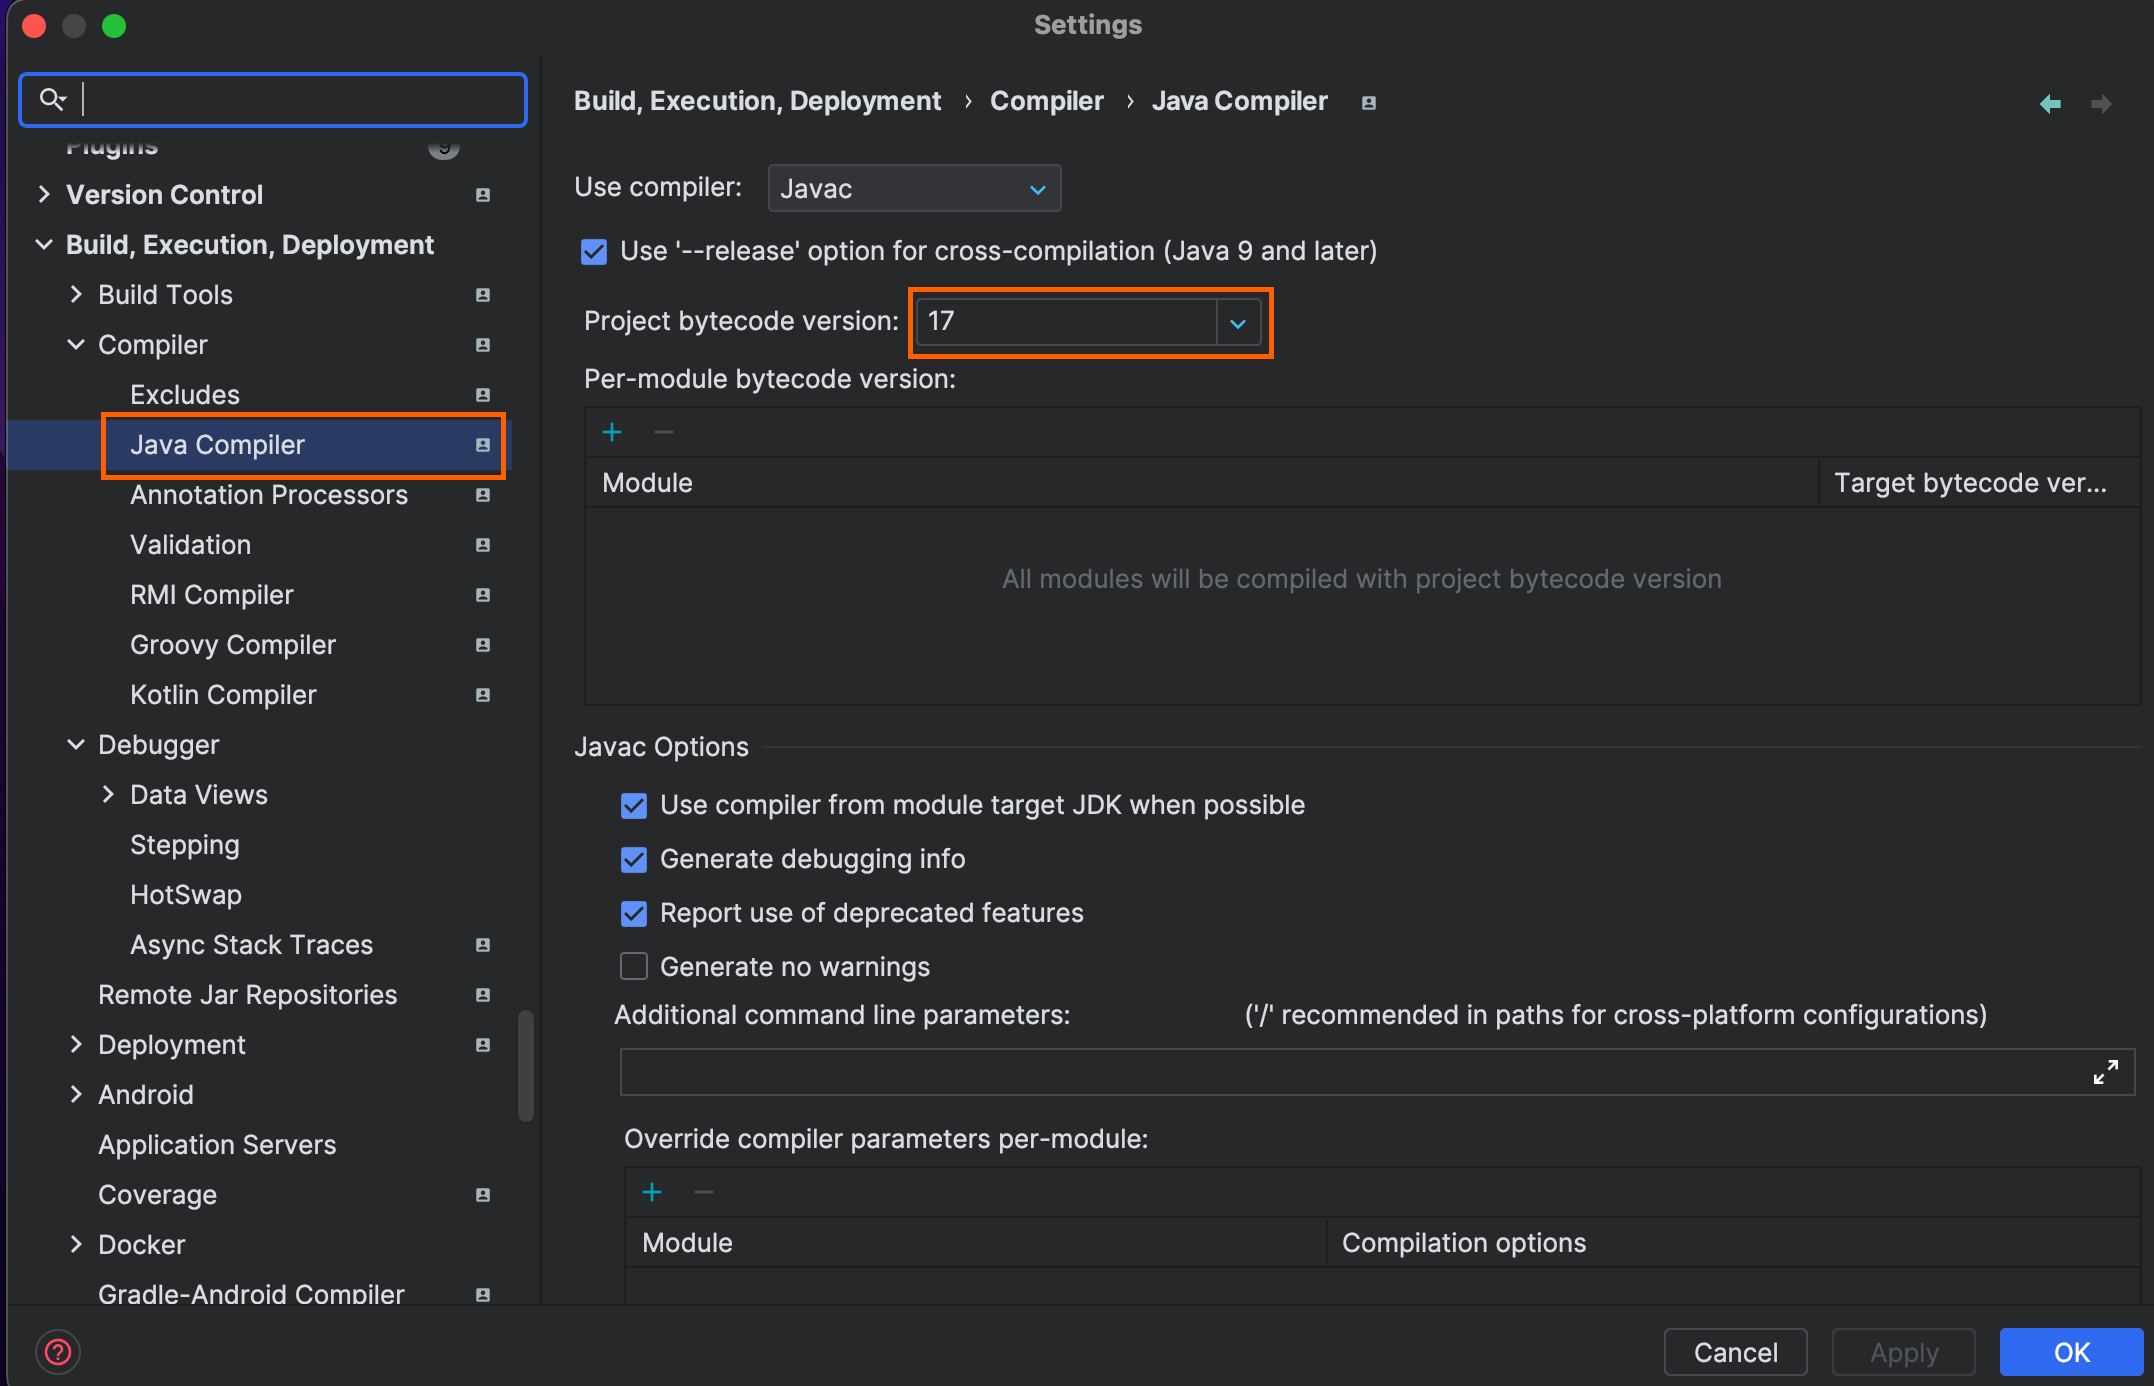 Settings
Plugins 9
Version Control
Build, Execution, Deployment
Build Tools
Compiler
Excludes
Java Compiler
Annotation Processors
Validation
RMI Compiler
Groovy Compiler
Kotlin Compiler
Debugger
Data Views
Stepping
HotSwap
Async Stack Traces
Remote Jar Repositories
Deployment
Android
Application Servers
Coverage
Docker
Gradle-Android Compiler
Build, Execution, Deployment › Compiler › Java Compiler
Use compiler: Javac
Use '--release' option for cross-compilation (Java 9 and later)
Project bytecode version: 17
Per-module bytecode version:
Module Target bytecode ver...
All modules will be compiled with project bytecode version
Javac Options
Use compiler from module target JDK when possible
Generate debugging info
Report use of deprecated features
Generate no warnings
Additional command line parameters: ('/' recommended in paths for cross-platform configurations)
Override compiler parameters per-module:
Module Compilation options
? Cancel Apply OK